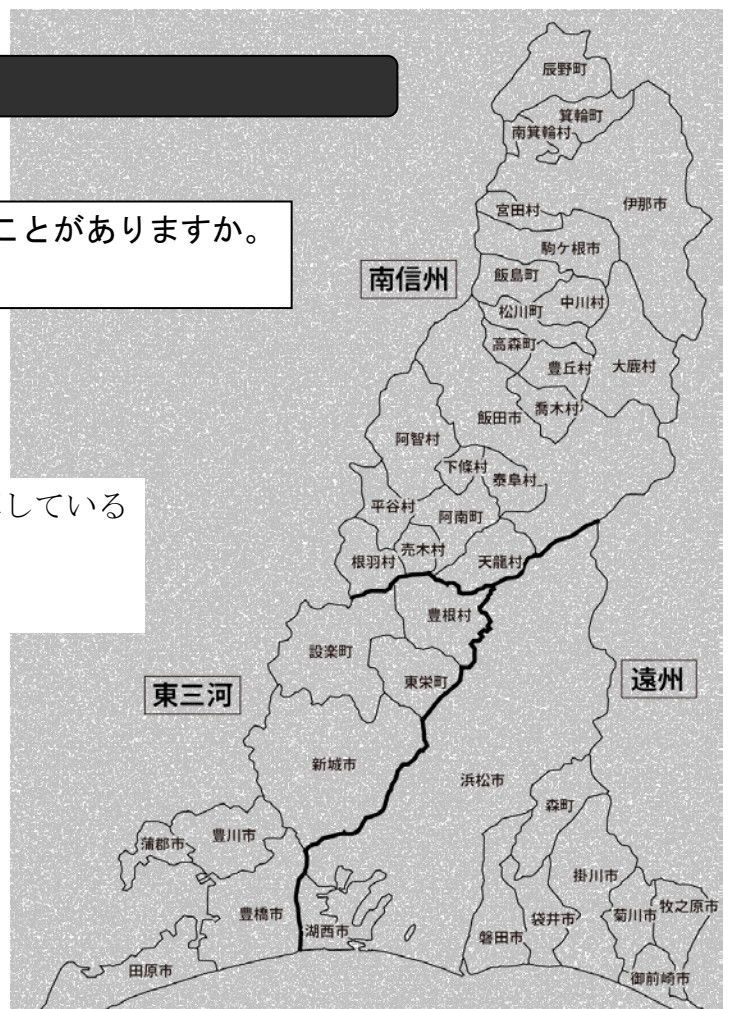 辰野町
箕輪町
南箕輪村
伊那市
ことがありますか。
宮田村
駒ケ根市
南信州
飯島町
中川村
松川町
高森町
豊丘村
大鹿村
喬木村
飯田市
阿智村
下條村
泰阜村
している
平谷村
阿南町
売木村
根羽村
天龍村
豊根村
設楽町
東三河
東栄町
遠州
新城市
浜松市
森町
蒲郡市
豊川市
掛川市
豊橋市
湖西市
磐田市
袋井市
菊川市
牧之原市
田原市
御前崎市